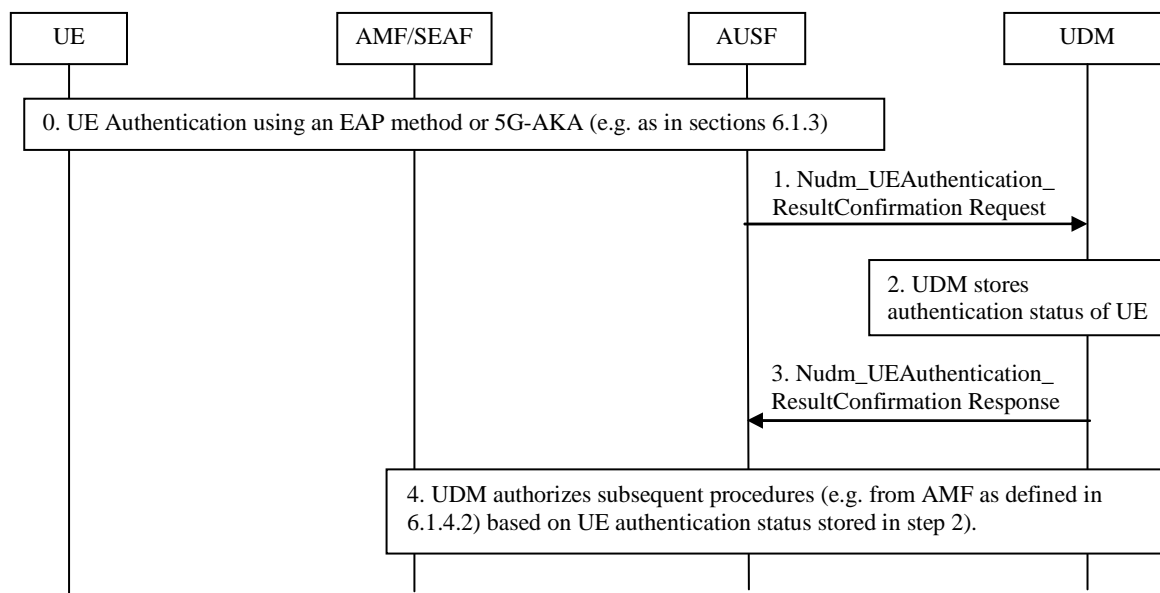 UE
AMF/SEAF
AUSF
UDM
0. UE Authentication using an EAP method or 5G-AKA (e.g. as in sections 6.1.3)
1. Nudm_UEAuthentication_
ResultConfirmation Request
2. UDM stores
authentication status of UE
3. Nudm_UEAuthentication_
ResultConfirmation Response
4. UDM authorizes subsequent procedures (e.g. from AMF as defined in
6.1.4.2) based on UE authentication status stored in step 2).